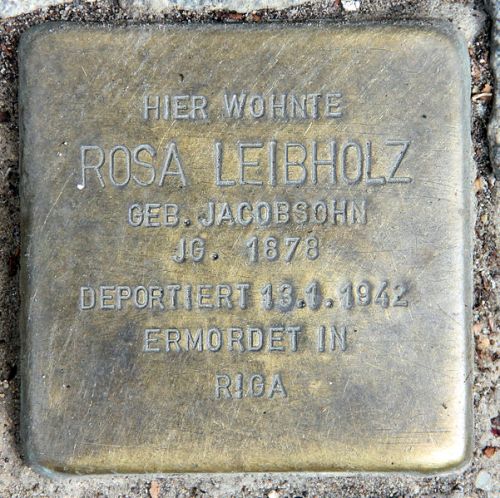 HIER WOHNTE
ROSA LEIBHOLZ
GEB. JACOBSOHN
JG. 1878
DEPORTIERT 13.1.1942
ERMORDET IN
RIGA